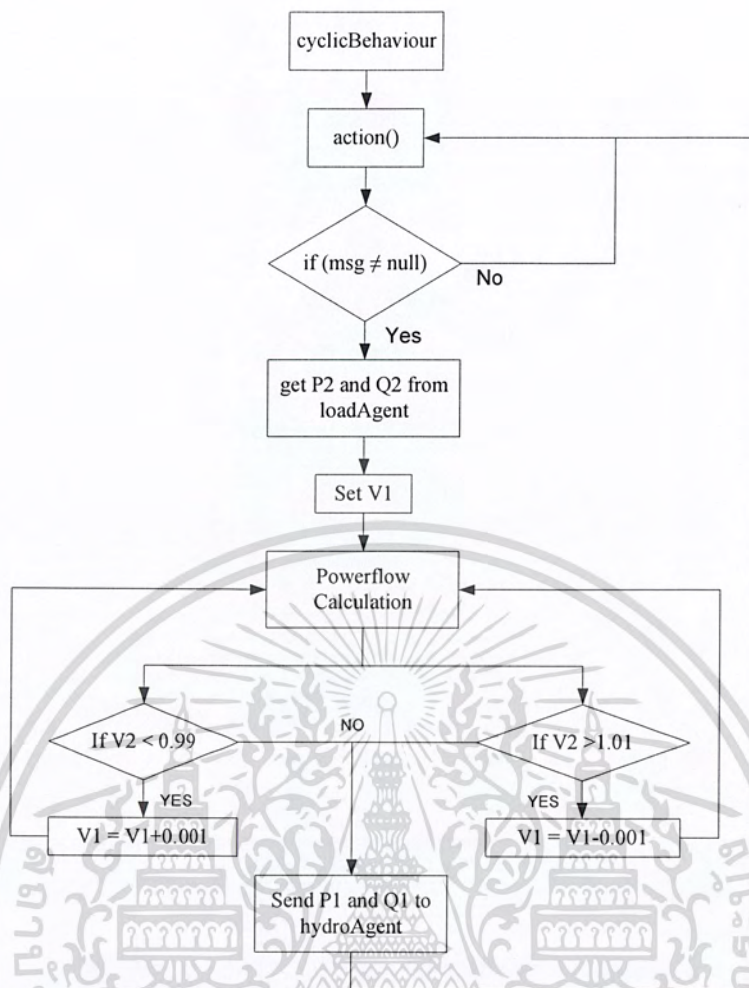 cyclicBehaviour
action()
if (msg ≠ null)
No
Yes
get P2 and Q2 from
loadAgent
Set V1
Powerflow
Calculation
If V2 < 0.99
NO
If V2 >1.01
YES
YES
V1 = V1+0.001
V1 = V1-0.001
Send P1 and Q1 to
hydroAgent